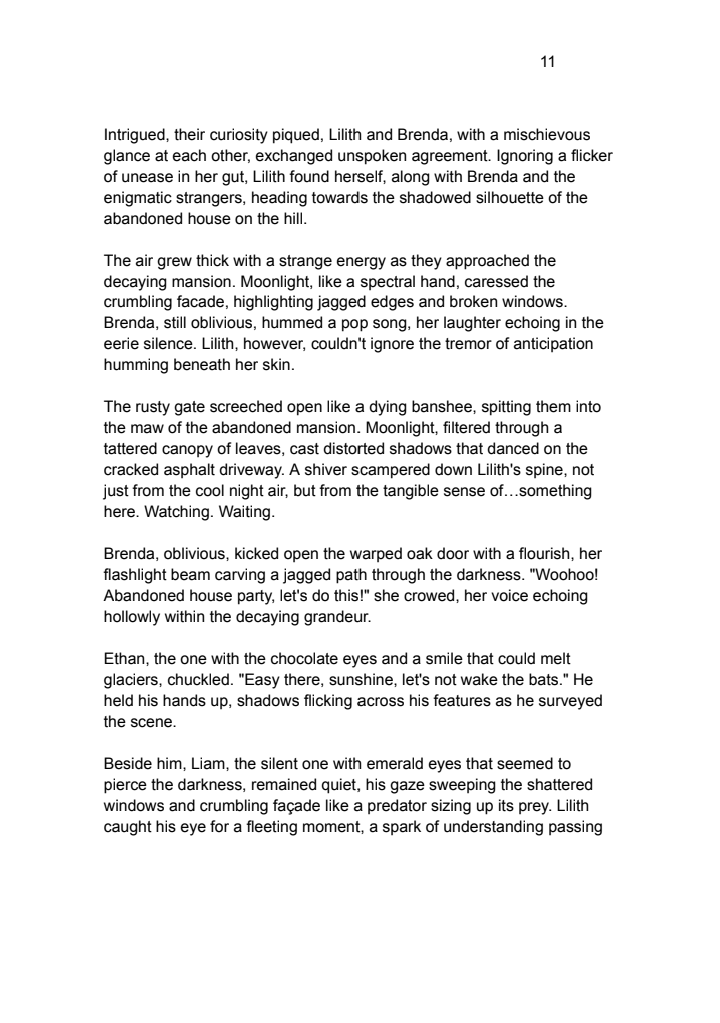 11
Intrigued, their curiosity piqued, Lilith and Brenda, with a mischievous
glance at each other, exchanged unspoken agreement. Ignoring a flicker
of unease in her gut, Lilith found herself, along with Brenda and the
enigmatic strangers, heading towards the shadowed silhouette of the
abandoned house on the hill.
The air grew thick with a strange energy as they approached the
decaying mansion. Moonlight, like a spectral hand, caressed the
crumbling facade, highlighting jagged edges and broken windows.
Brenda, still oblivious, hummed a pop song, her laughter echoing in the
eerie silence. Lilith, however, couldn't ignore the tremor of anticipation
humming beneath her skin.
The rusty gate screeched open like a dying banshee, spitting them into
the maw of the abandoned mansion. Moonlight, filtered through a
tattered canopy of leaves, cast distorted shadows that danced on the
cracked asphalt driveway. A shiver scampered down Lilith's spine, not
just from the cool night air, but from the tangible sense of…something
here. Watching. Waiting.
Brenda, oblivious, kicked open the warped oak door with a flourish, her
flashlight beam carving a jagged path through the darkness. "Woohoo!
Abandoned house party, let's do this!" she crowed, her voice echoing
hollowly within the decaying grandeur.
Ethan, the one with the chocolate eyes and a smile that could melt
glaciers, chuckled. "Easy there, sunshine, let's not wake the bats." He
held his hands up, shadows flicking across his features as he surveyed
the scene.
Beside him, Liam, the silent one with emerald eyes that seemed to
pierce the darkness, remained quiet, his gaze sweeping the shattered
windows and crumbling façade like a predator sizing up its prey. Lilith
caught his eye for a fleeting moment, a spark of understanding passing